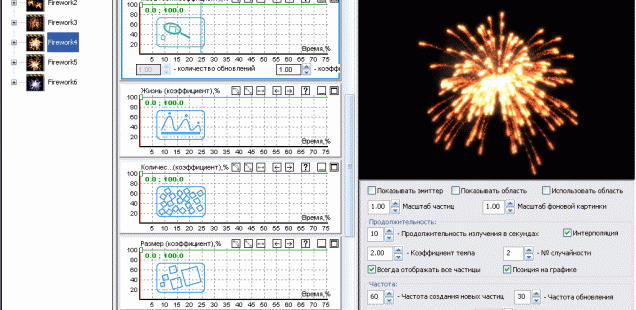 Firework2
Firework3
Firework4
Firework5
Firework6
0.0 ; 100.0
100
80
60
40
20
Время,%
5 10 15 20 25 30 35 40 45 50 55 60 65 70 75
1.00 - количество обновлений 1.00 - коэфф
Жизнь (коэффициент),%
0.0 ; 100.0
100
80
60
40
20
Время,%
5 10 15 20 25 30 35 40 45 50 55 60 65 70 75
Количес...(коэффициент),%
0.0 ; 100.0
100
80
60
40
20
Время,%
5 10 15 20 25 30 35 40 45 50 55 60 65 70 75
Размер (коэффициент),%
0.0 ; 100.0
100
80
60
40
20
Время,%
5 10 15 20 25 30 35 40 45 50 55 60 65 70 75
Показывать эмиттер Показывать область Использовать область
1.00 Масштаб частиц 1.00 Масштаб фоновой картинки
Продолжительность:
10 - Продолжительность излучения в секундах Интерполяция
2.00 - Коэффициент темпа 2 - № случайности
Всегда отображать все частицы Позиция на графике
Частота:
60 - Частота создания новых частиц 30 - Частота обновления